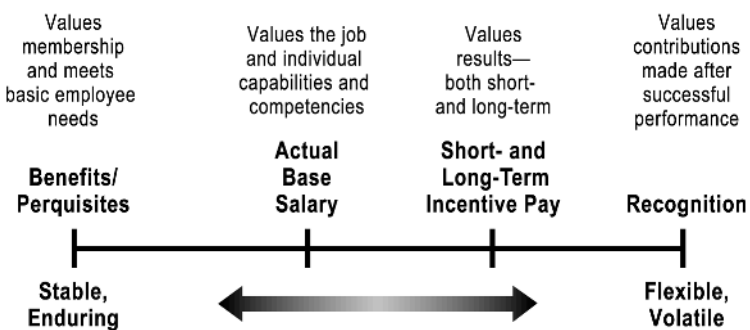 Values
membership
and meets
basic employee
needs
Values the job
and individual
capabilities and
competencies
Values
results—
both short-
and long-term
Values
contributions
made after
successful
performance
Benefits/
Perquisites
Actual
Base
Salary
Short- and
Long-Term
Incentive Pay
Recognition
Stable,
Enduring
Flexible,
Volatile